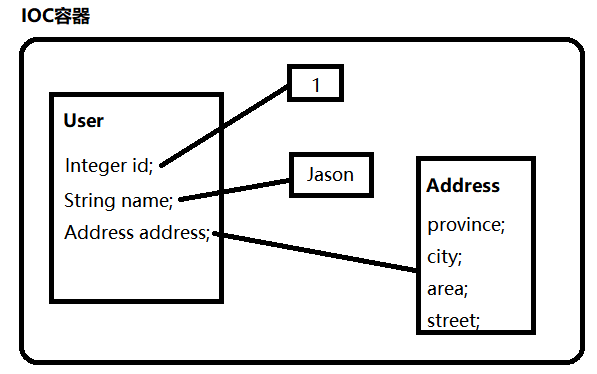 IOC容器
User
Integer id;
String name;
Address address;
1
Jason
Address
province;
city;
area;
street;